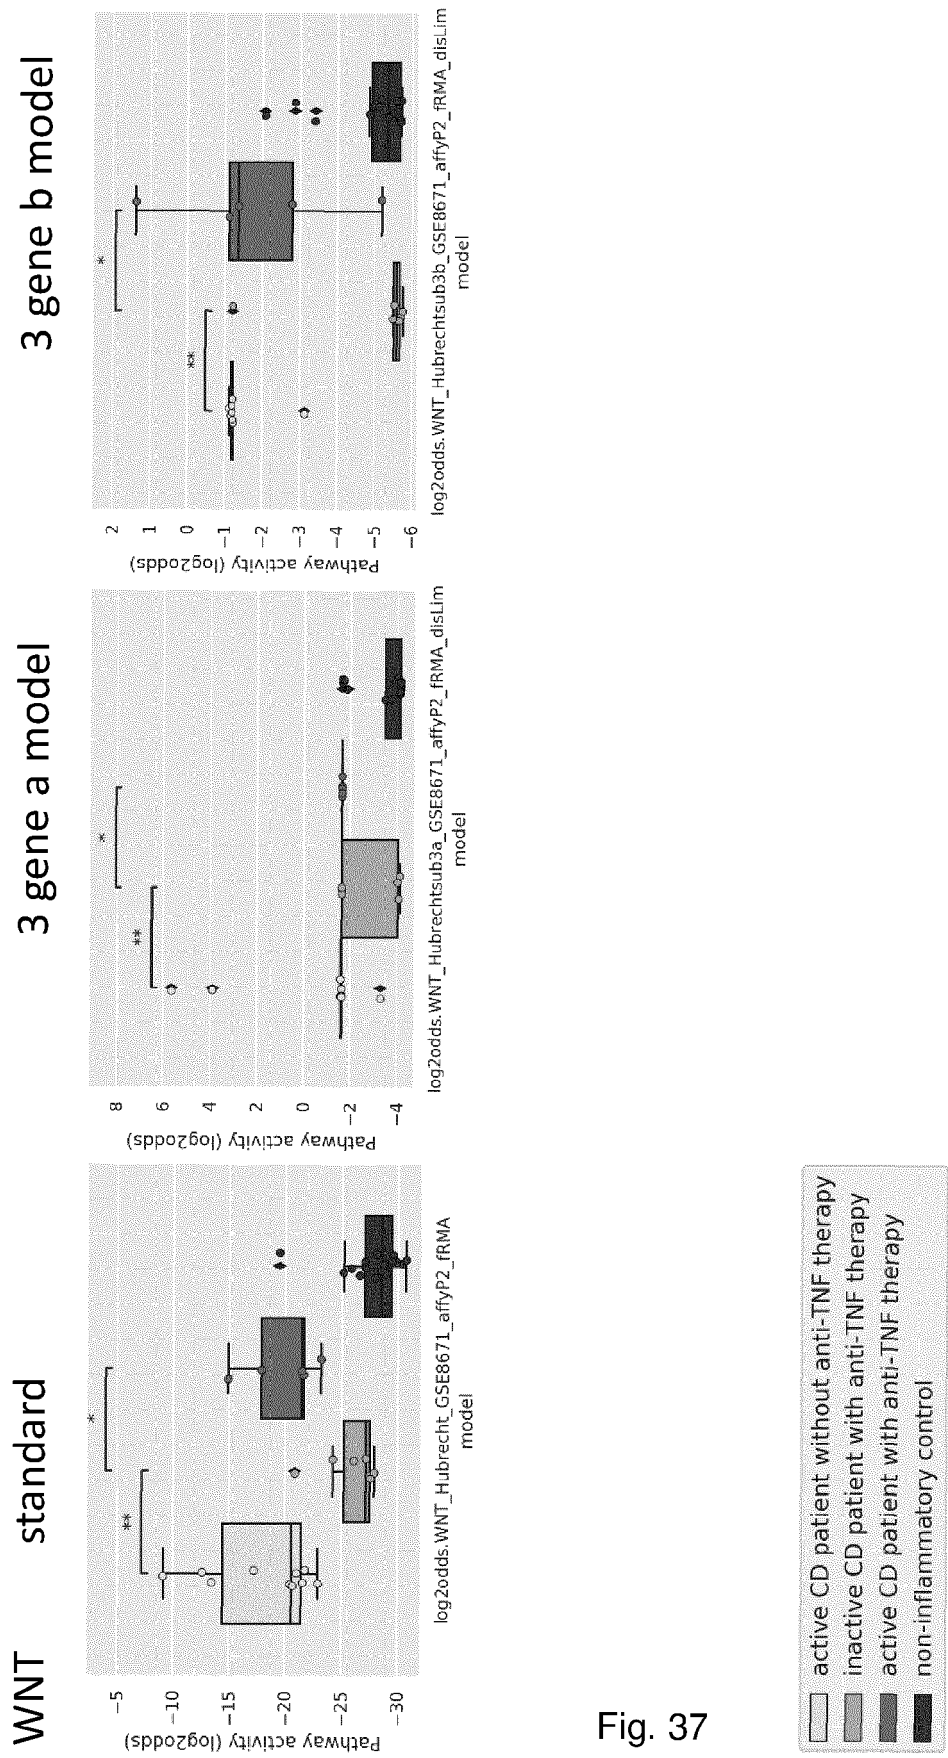 WNT
standard
3 gene a model
3 gene b model
**
*
**
*
**
*
Pathway activity (log2odds)
−5
−10
−15
−20
−25
−30
log2odds.WNT_Hubrecht_GSE8671_affyP2_fRMA
model
Pathway activity (log2odds)
8
6
4
2
0
−2
−4
log2odds.WNT_Hubrechtsub3a_GSE8671_affyP2_fRMA_disLim
model
Pathway activity (log2odds)
2
1
0
−1
−2
−3
−4
−5
−6
log2odds.WNT_Hubrechtsub3b_GSE8671_affyP2_fRMA_disLim
model
Fig. 37
active CD patient without anti-TNF therapy
inactive CD patient with anti-TNF therapy
active CD patient with anti-TNF therapy
non-inflammatory control